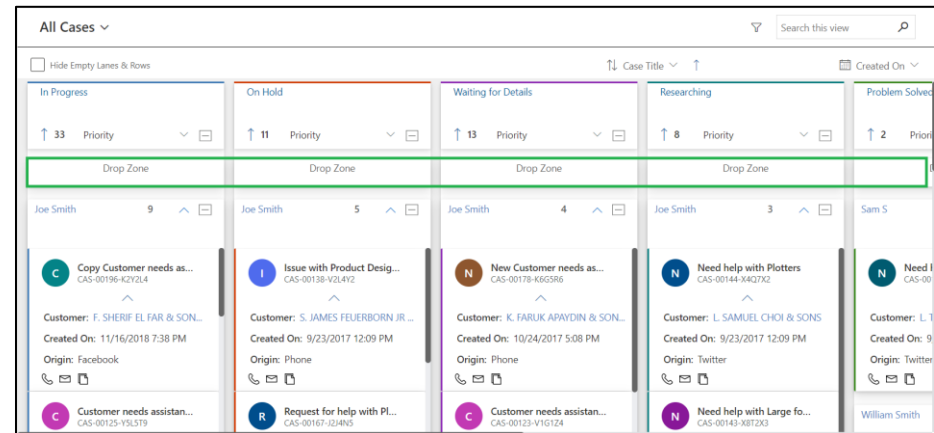 All Cases
Search this view
Hide Empty Lanes & Rows
Case Title
Created On
In Progress
33 Priority
On Hold
11 Priority
Waiting for Details
13 Priority
Researching
8 Priority
Problem Solved
2 Priori
Drop Zone
Drop Zone
Drop Zone
Drop Zone
Joe Smith 9
C
Copy Customer needs as...
CAS-00196-K2Y2L4
Customer: F. SHERIF EL FAR & SON...
Created On: 11/16/2018 7:38 PM
Origin: Facebook
C
Customer needs assistan...
CAS-00125-Y5L5T9
Joe Smith 5
I
Issue with Product Desig...
CAS-00138-V2L4Y2
Customer: S. JAMES FEUERBORN JR ...
Created On: 9/23/2017 12:09 PM
Origin: Phone
R
Request for help with Pl...
CAS-00167-J2J4N5
Joe Smith 4
N
New Customer needs as...
CAS-00178-K6G5R6
Customer: K. FARUK APAYDIN & SON...
Created On: 10/24/2017 5:08 PM
Origin: Phone
C
Customer needs assistan...
CAS-00123-V1G1Z4
Joe Smith 3
N
Need help with Plotters
CAS-00144-X4Q7X2
Customer: L. SAMUEL CHOI & SONS
Created On: 9/23/2017 12:09 PM
Origin: Twitter
N
Need help with Large fo...
CAS-00143-X8T2X3
Sam S
N
Need
CAS-00
Customer: L.
Created On: 9
Origin: Twitter
William Smith